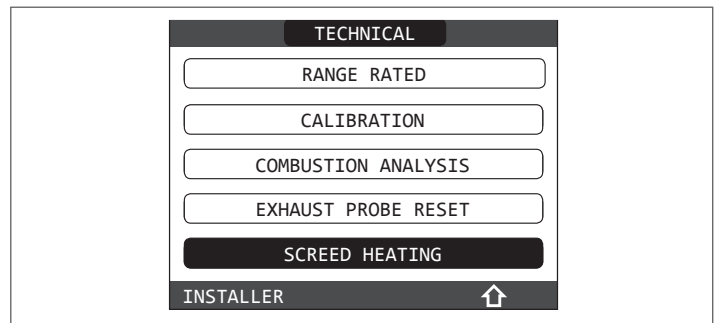 TECHNICAL
RANGE RATED
CALIBRATION
COMBUSTION ANALYSIS
EXHAUST PROBE RESET
SCREED HEATING
INSTALLER